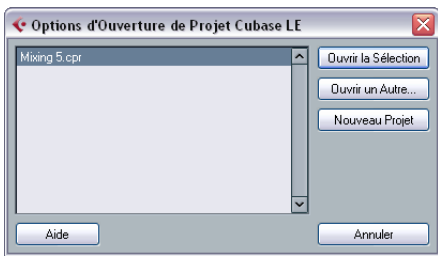 Options d'Ouverture de Projet Cubase LE
Mixing 5.cpr
Ouvrir la Sélection
Ouvrir un Autre...
Nouveau Projet
Aide
Annuler